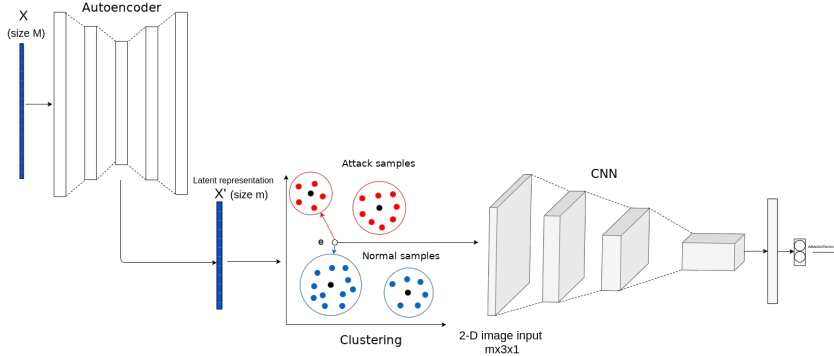 Autoencoder
X
(size M)
Latent representation
X' (size m)
Attack samples
e
Normal samples
Clustering
CNN
2-D image input
mx3x1